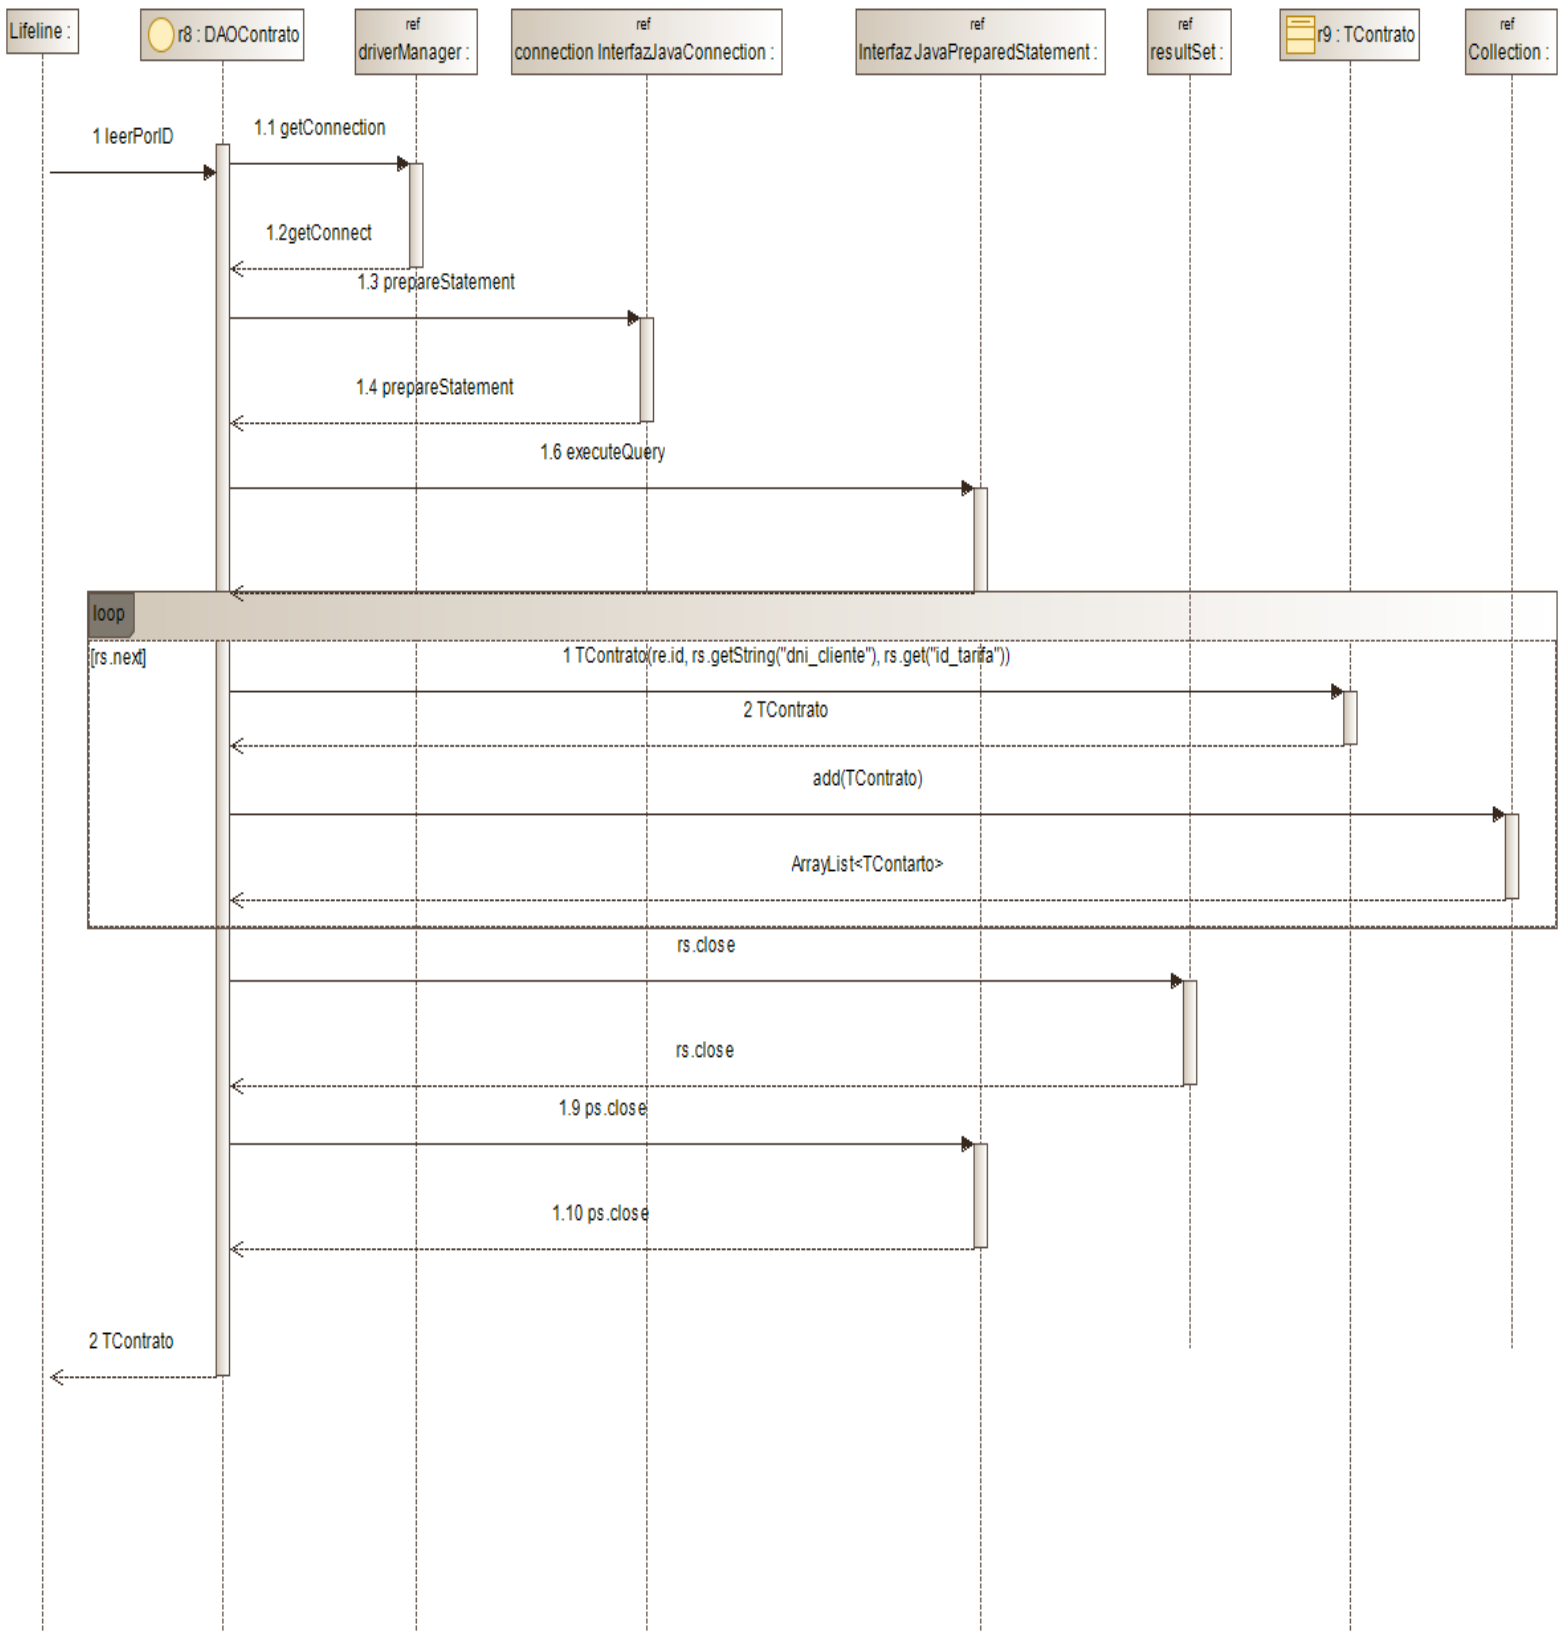 Lifeline :
r8 : DAOContrato
ref
driverManager :
ref
connection InterfazJavaConnection :
ref
Interfaz JavaPreparedStatement :
ref
resultSet :
r9 : TContrato
ref
Collection :
1 leerPorID
1.1 getConnection
1.2getConnect
1.3 prepareStatement
1.4 prepareStatement
1.6 executeQuery
loop
[rs.next]
1 TContrato(re.id, rs.getString("dni_cliente"), rs.get("id_tarifa"))
2 TContrato
add(TContrato)
ArrayList<TContarto>
rs.close
rs.close
1.9 ps.close
1.10 ps.close
2 TContrato